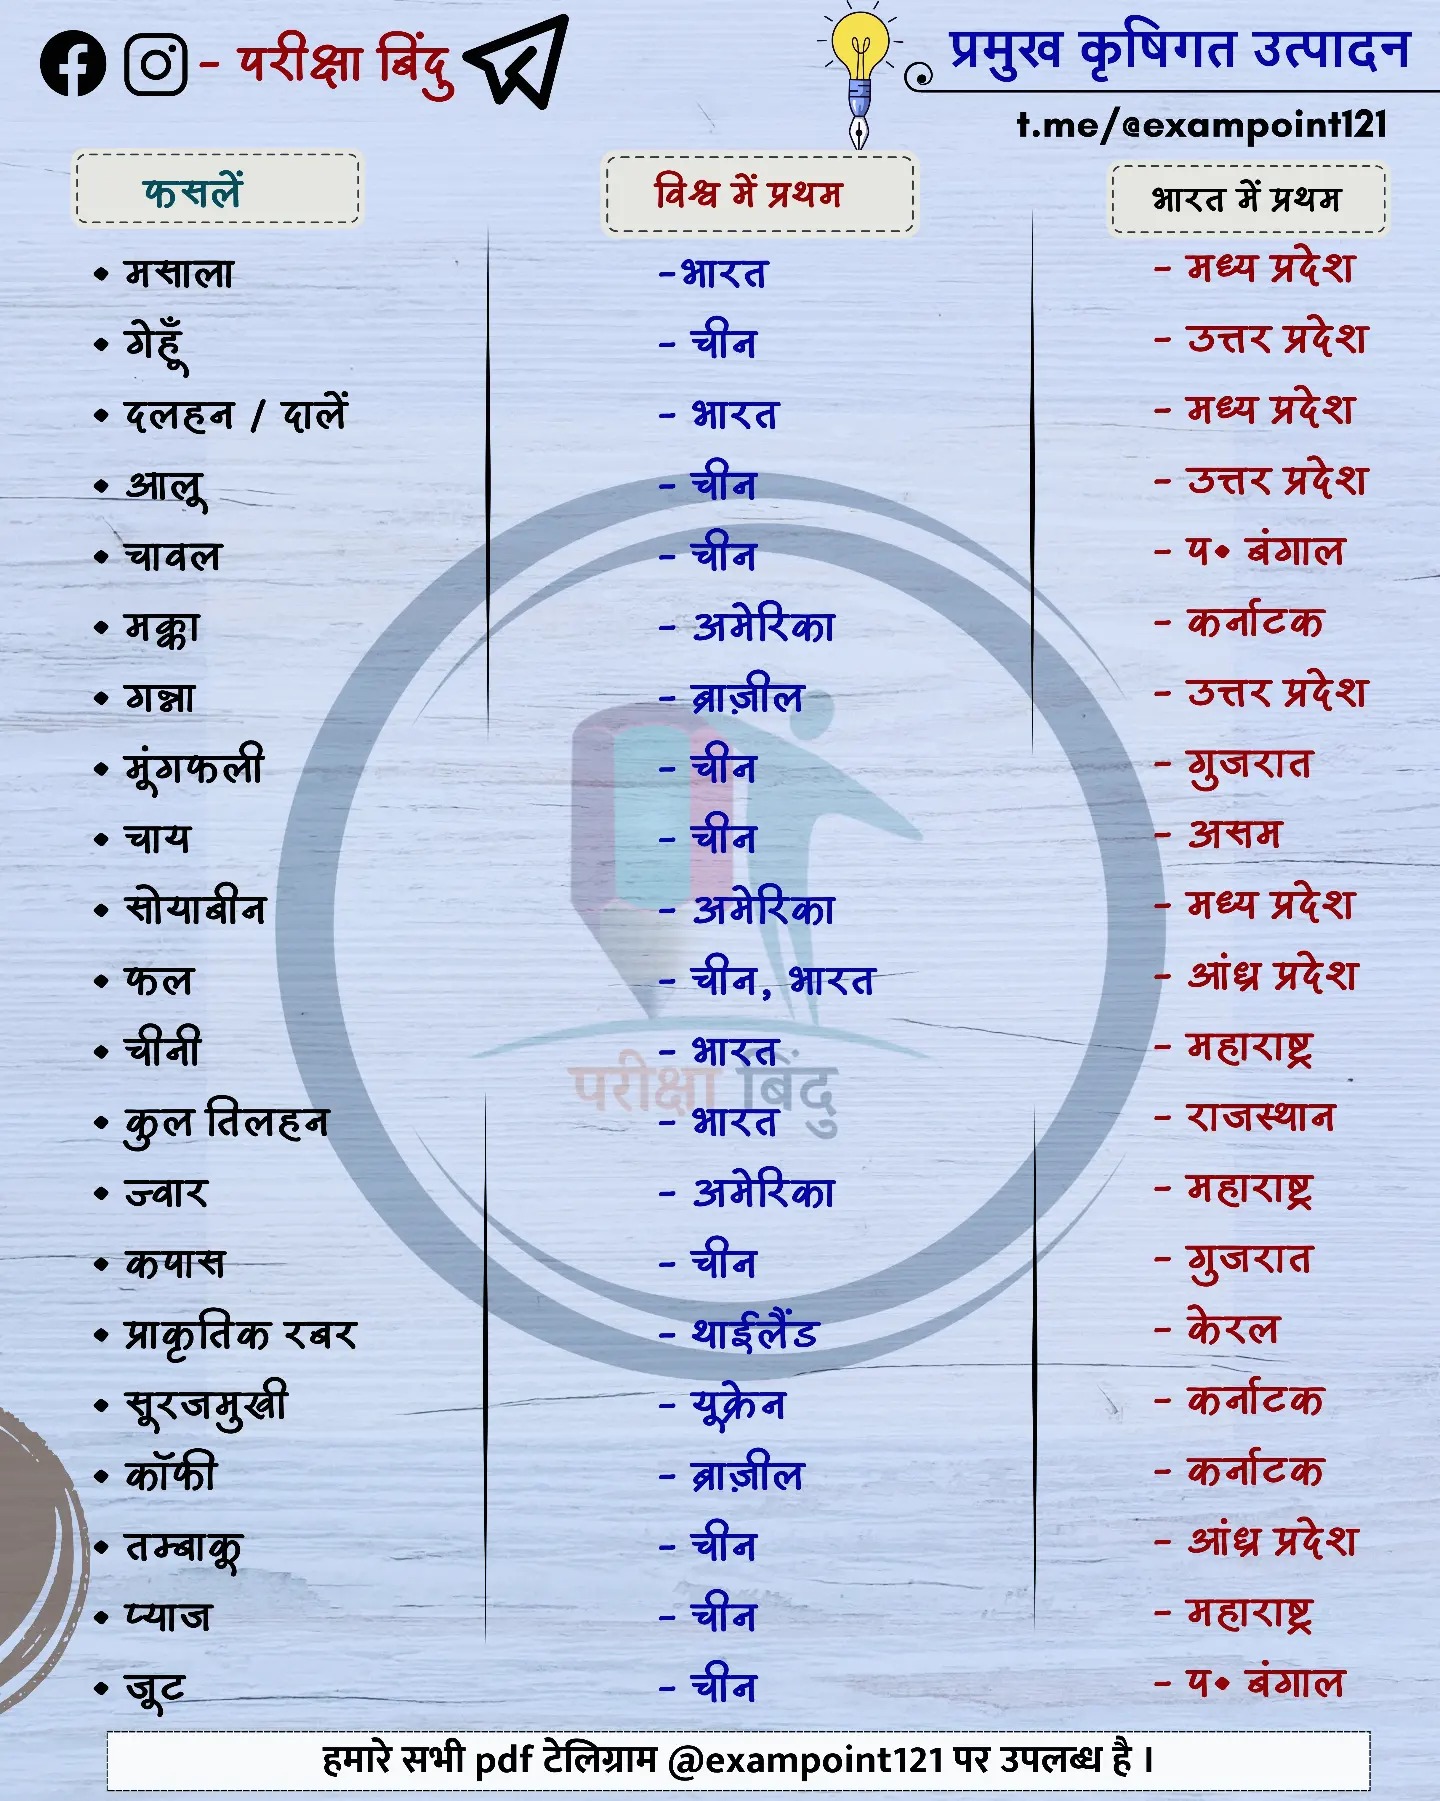 - परीक्षा बिंदु
प्रमुख कृषिगत उत्पादन
t.me/@exampoint121
फसलें विश्व में प्रथम भारत में प्रथम
• मसाला -भारत - मध्य प्रदेश
• गेहूँ - चीन - उत्तर प्रदेश
• दलहन / दालें - भारत - मध्य प्रदेश
• आलू - चीन - उत्तर प्रदेश
• चावल - चीन - प• बंगाल
• मक्का - अमेरिका - कर्नाटक
• गन्ना - ब्राज़ील - उत्तर प्रदेश
• मूंगफली - चीन - गुजरात
• चाय - चीन - असम
• सोयाबीन - अमेरिका - मध्य प्रदेश
• फल - चीन, भारत - आंध्र प्रदेश
• चीनी - भारत - महाराष्ट्र
परीक्षा बिंदु
• कुल तिलहन - भारत - राजस्थान
• ज्वार - अमेरिका - महाराष्ट्र
• कपास - चीन - गुजरात
• प्राकृतिक रबर - थाईलैंड - केरल
• सूरजमुखी - यूक्रेन - कर्नाटक
• कॉफी - ब्राज़ील - कर्नाटक
• तम्बाकू - चीन - आंध्र प्रदेश
• प्याज - चीन - महाराष्ट्र
• जूट - चीन - प• बंगाल
हमारे सभी pdf टेलिग्राम @exampoint121 पर उपलब्ध है ।